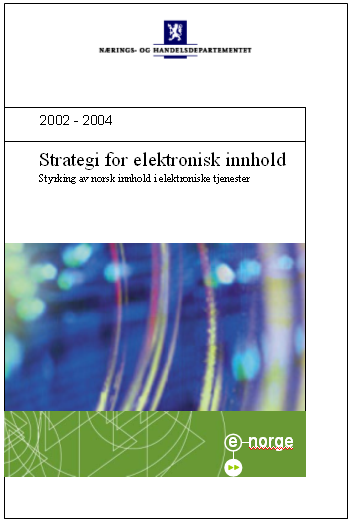 NÆRINGS- OG HANDELSDEPARTEMENTET
2002 - 2004
Strategi for elektronisk innhold
Styrking av norsk innhold i elektroniske tjenester
e-norge